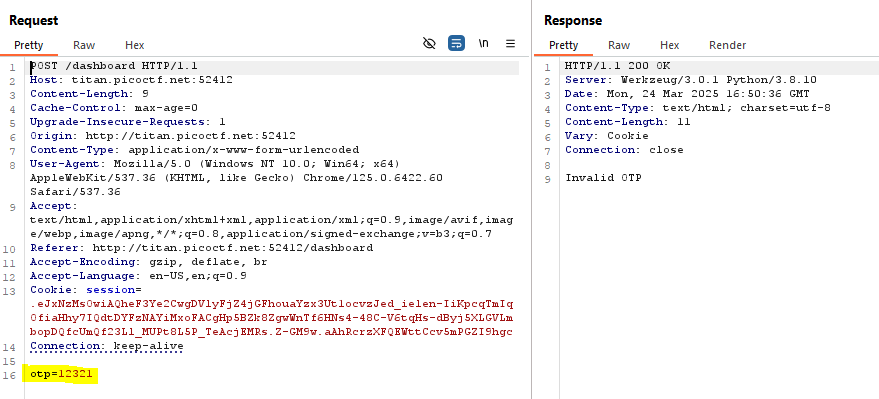 Request
Pretty Raw Hex
\n
1 POST /dashboard HTTP/1.1
2 Host: titan.picoctf.net:52412
3 Content-Length: 9
4 Cache-Control: max-age=0
5 Upgrade-Insecure-Requests: 1
6 Origin: http://titan.picoctf.net:52412
7 Content-Type: application/x-www-form-urlencoded
8 User-Agent: Mozilla/5.0 (Windows NT 10.0; Win64; x64)
AppleWebKit/537.36 (KHTML, like Gecko) Chrome/125.0.6422.60
Safari/537.36
9 Accept:
text/html,application/xhtml+xml,application/xml;q=0.9,image/avif,imag
e/webp,image/apng,*/*;q=0.8,application/signed-exchange;v=b3;q=0.7
10 Referer: http://titan.picoctf.net:52412/dashboard
11 Accept-Encoding: gzip, deflate, br
12 Accept-Language: en-US,en;q=0.9
13 Cookie: session=
14 Connection: keep-alive
15
16 otp=12321
Response
Pretty Raw Hex Render
1 HTTP/1.1 200 OK
2 Server: Werkzeug/3.0.1 Python/3.8.10
3 Date: Mon, 24 Mar 2025 16:50:36 GMT
4 Content-Type: text/html; charset=utf-8
5 Content-Length: 11
6 Vary: Cookie
7 Connection: close
8
9 Invalid OTP